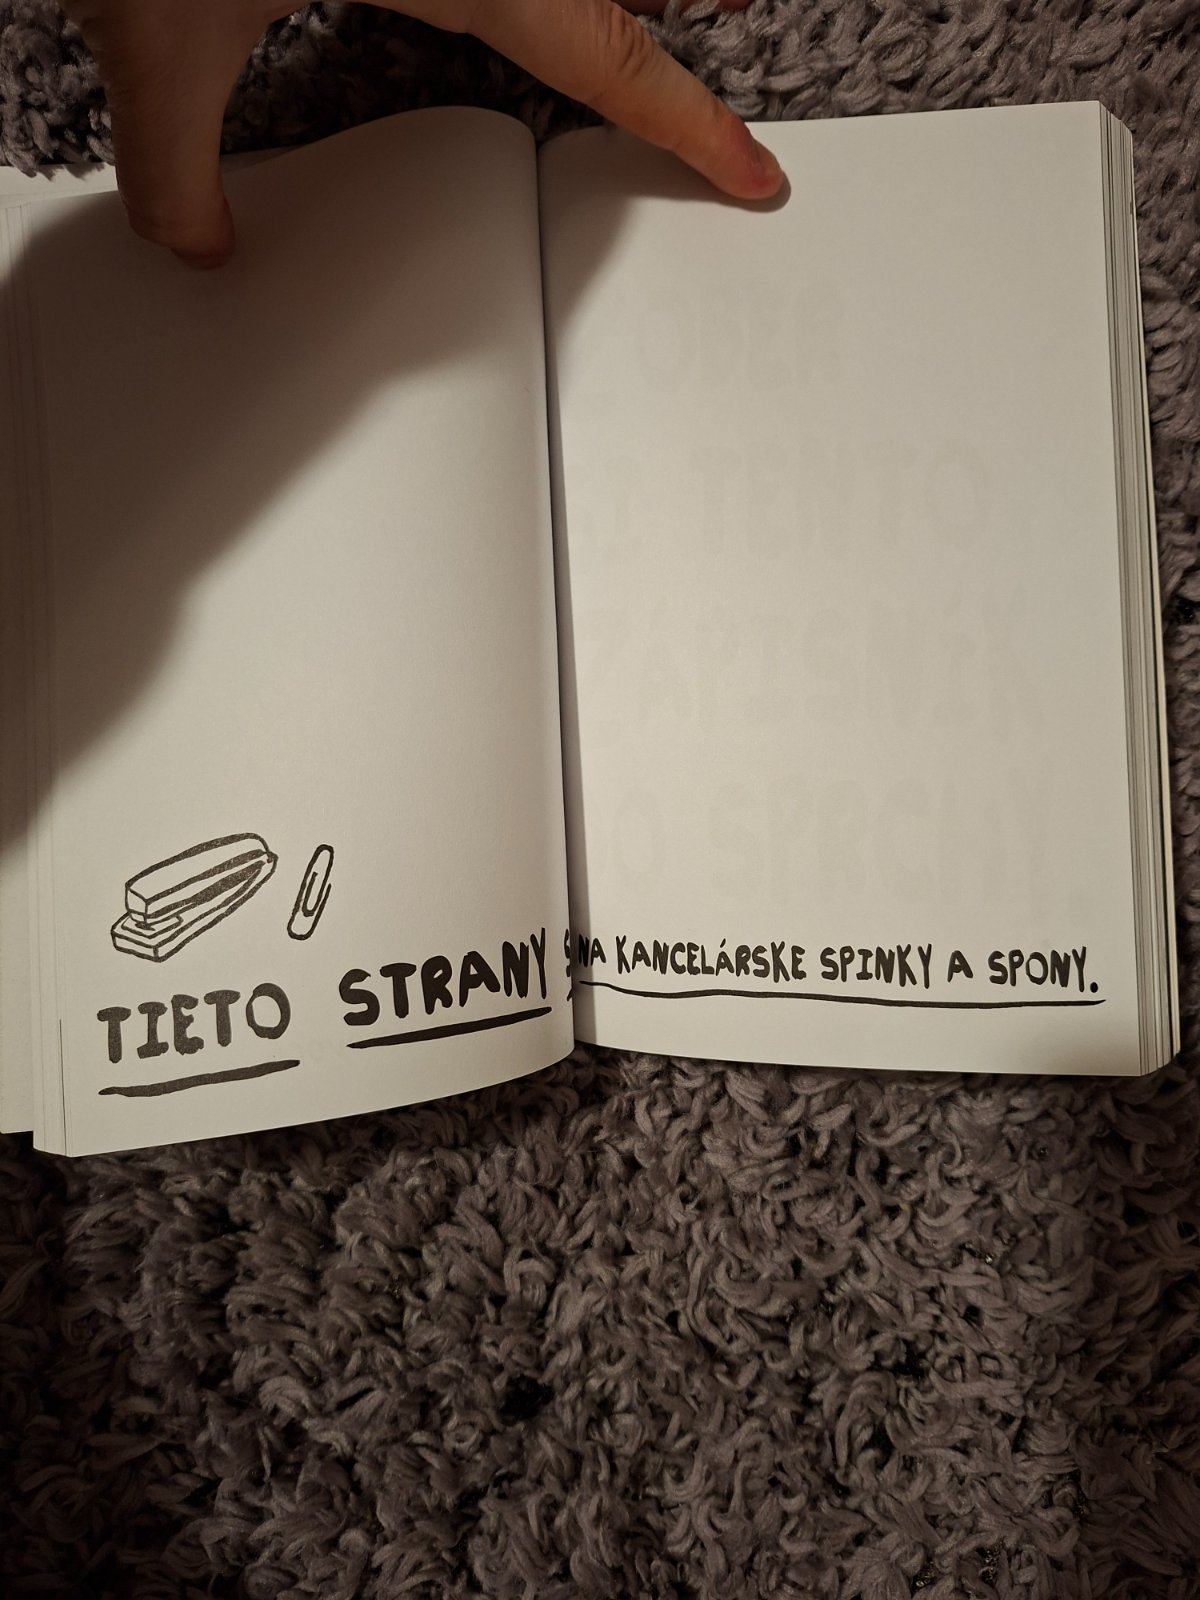 TIETO STRANY
NA KANCELÁRSKE SPINKY A SPONY.